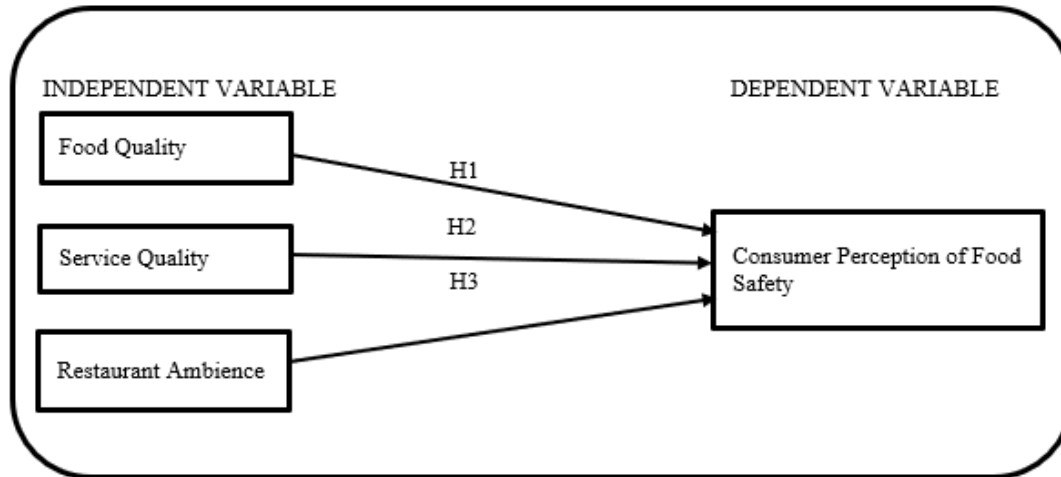 INDEPENDENT VARIABLE
DEPENDENT VARIABLE
Food Quality
H1
H2
Service Quality
Consumer Perception of Food
Safety
H3
Restaurant Ambience